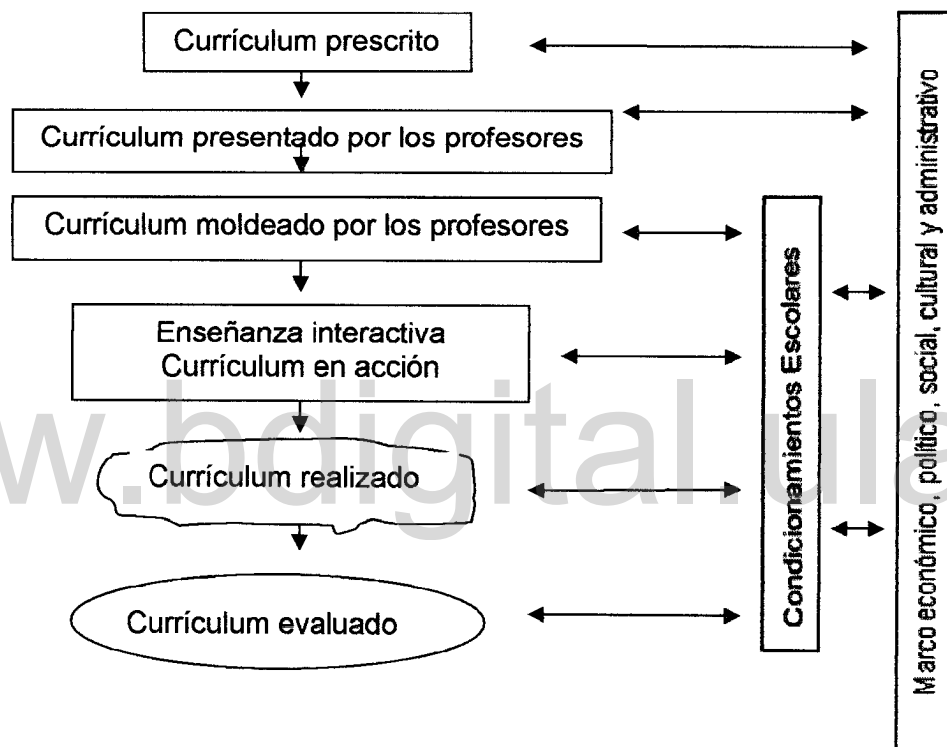 Currículum prescrito
Currículum presentado por los profesores
Currículum moldeado por los profesores
Enseñanza interactiva
Currículum en acción
Currículum realizado
Currículum evaluado
Condicionamientos Escolares
Marco económico, político, social, cultural y administrativo
w.bdigital.ula